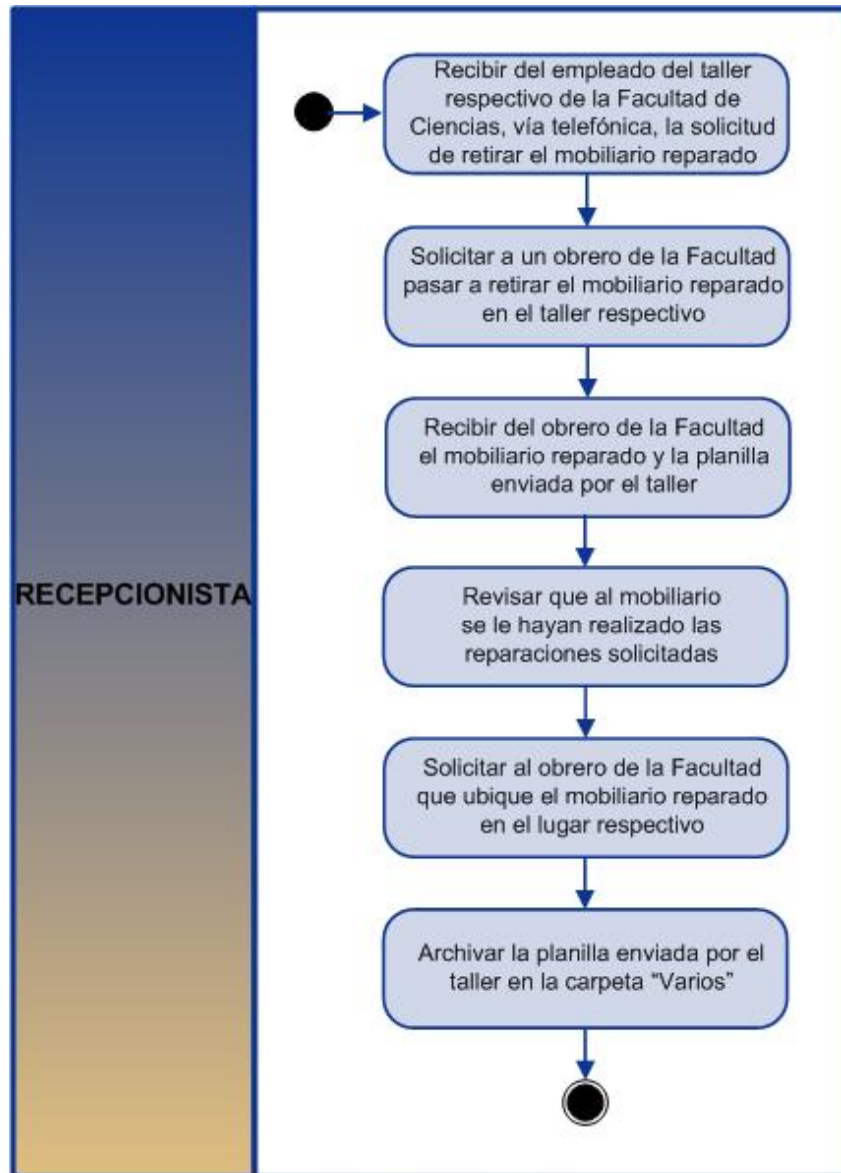 Recibir del empleado del taller
respectivo de la Facultad de
Ciencias, vía telefónica, la solicitud
de retirar el mobiliario reparado
Solicitar a un obrero de la Facultad
pasar a retirar el mobiliario reparado
en el taller respectivo
Recibir del obrero de la Facultad
el mobiliario reparado y la planilla
enviada por el taller
RECEPCIONISTA
Revisar que al mobiliario
se le hayan realizado las
reparaciones solicitadas
Solicitar al obrero de la Facultad
que ubique el mobiliario reparado
en el lugar respectivo
Archivar la planilla enviada por el
taller en la carpeta “Varios”